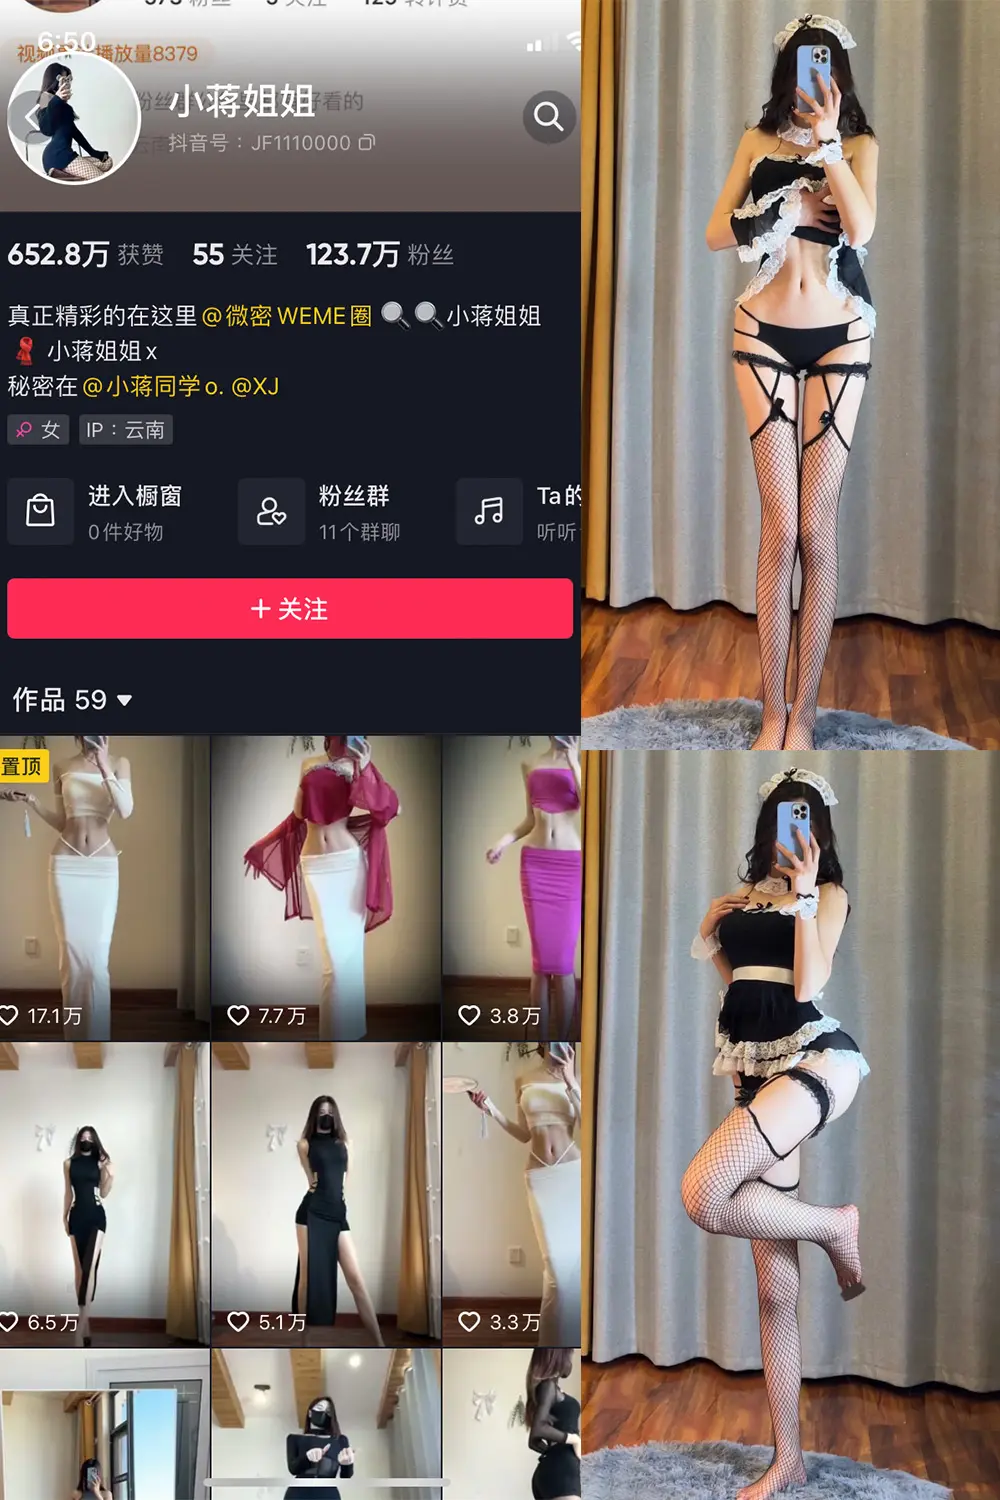 6:50
播放量8379
小蒋姐姐
抖音号：JF1110000
652.8万 获赞 55 关注 123.7万 粉丝
真正精彩的在这里@微密 WEME圈 🔍🔍小蒋姐姐
🧣 小蒋姐姐x
秘密在@小蒋同学o. @XJ
女 IP：云南
进入橱窗
0件好物
粉丝群
11个群聊
Ta的
听听
+ 关注
作品 59
置顶
17.1万 7.7万 3.8万
6.5万 5.1万 3.3万